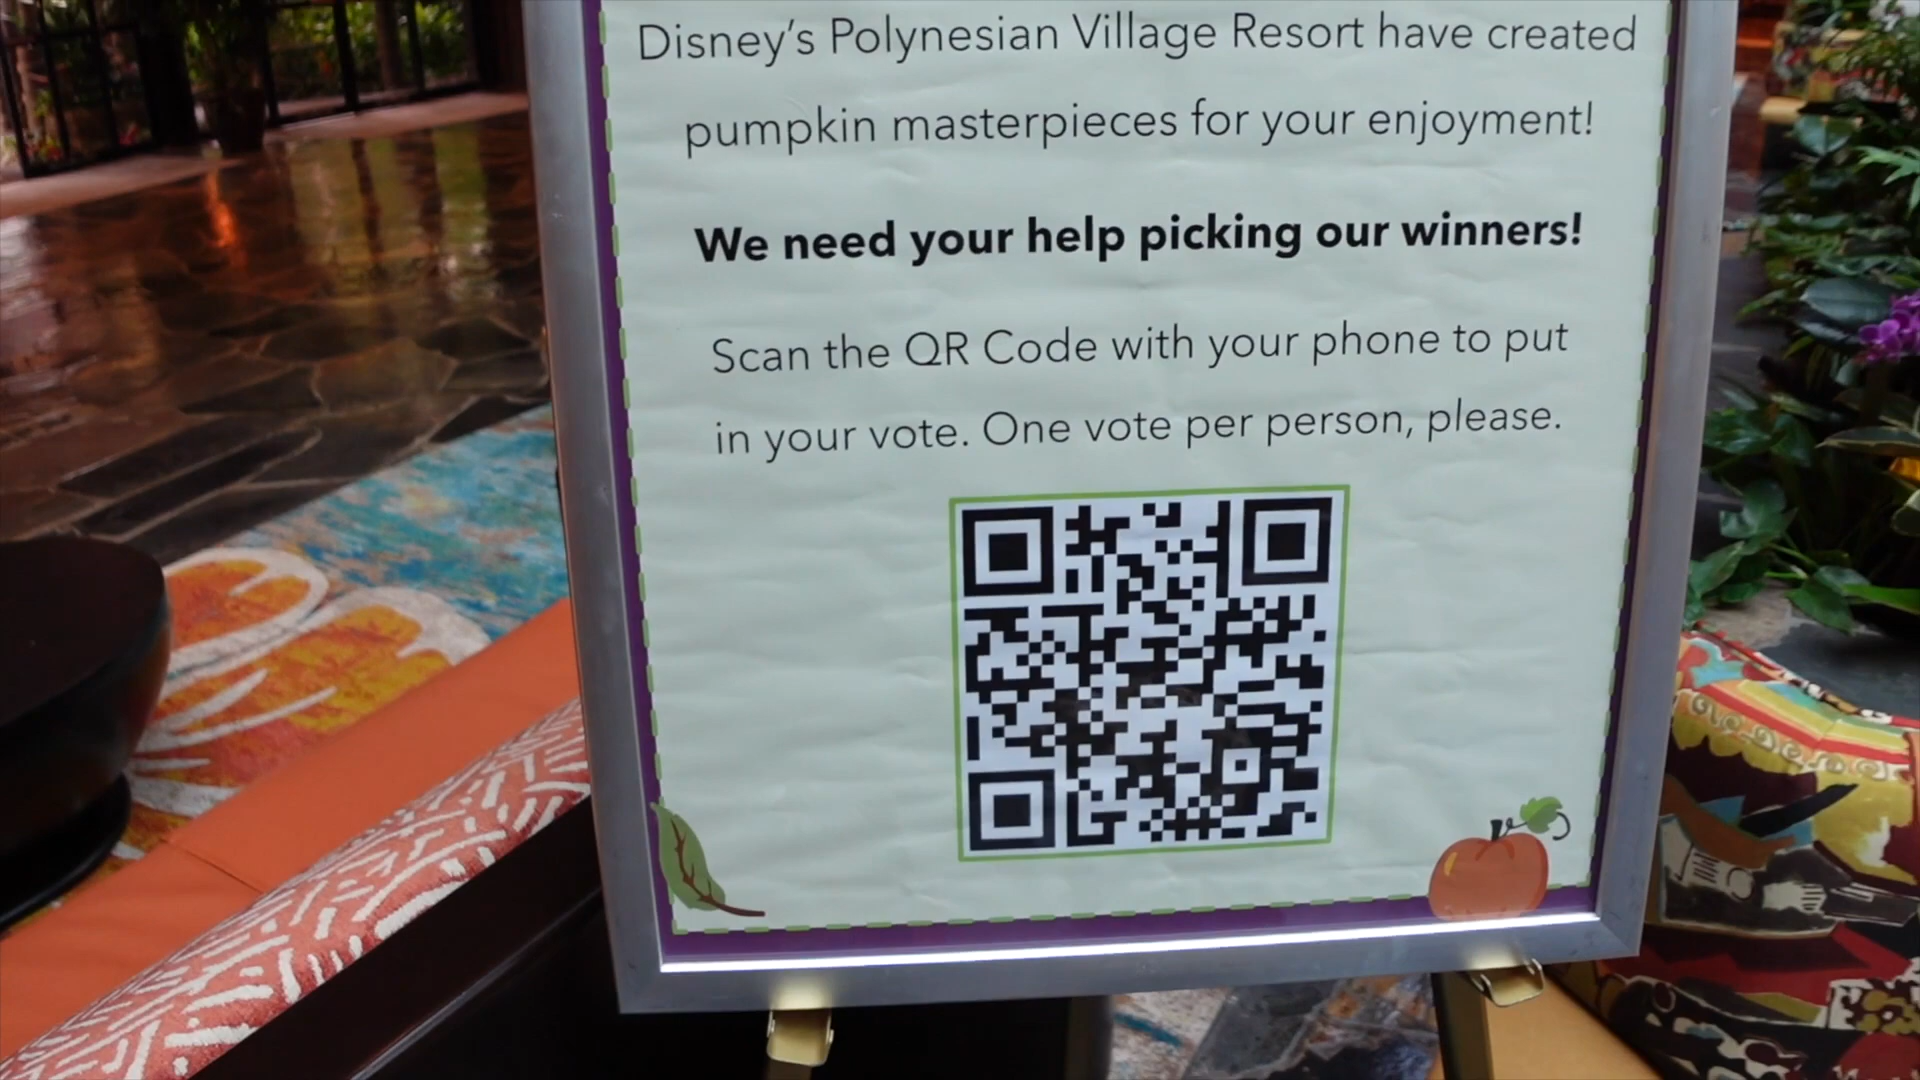 Disney's Polynesian Village Resort have created
pumpkin masterpieces for your enjoyment!
We need your help picking our winners!
Scan the QR Code with your phone to put
in your vote. One vote per person, please.